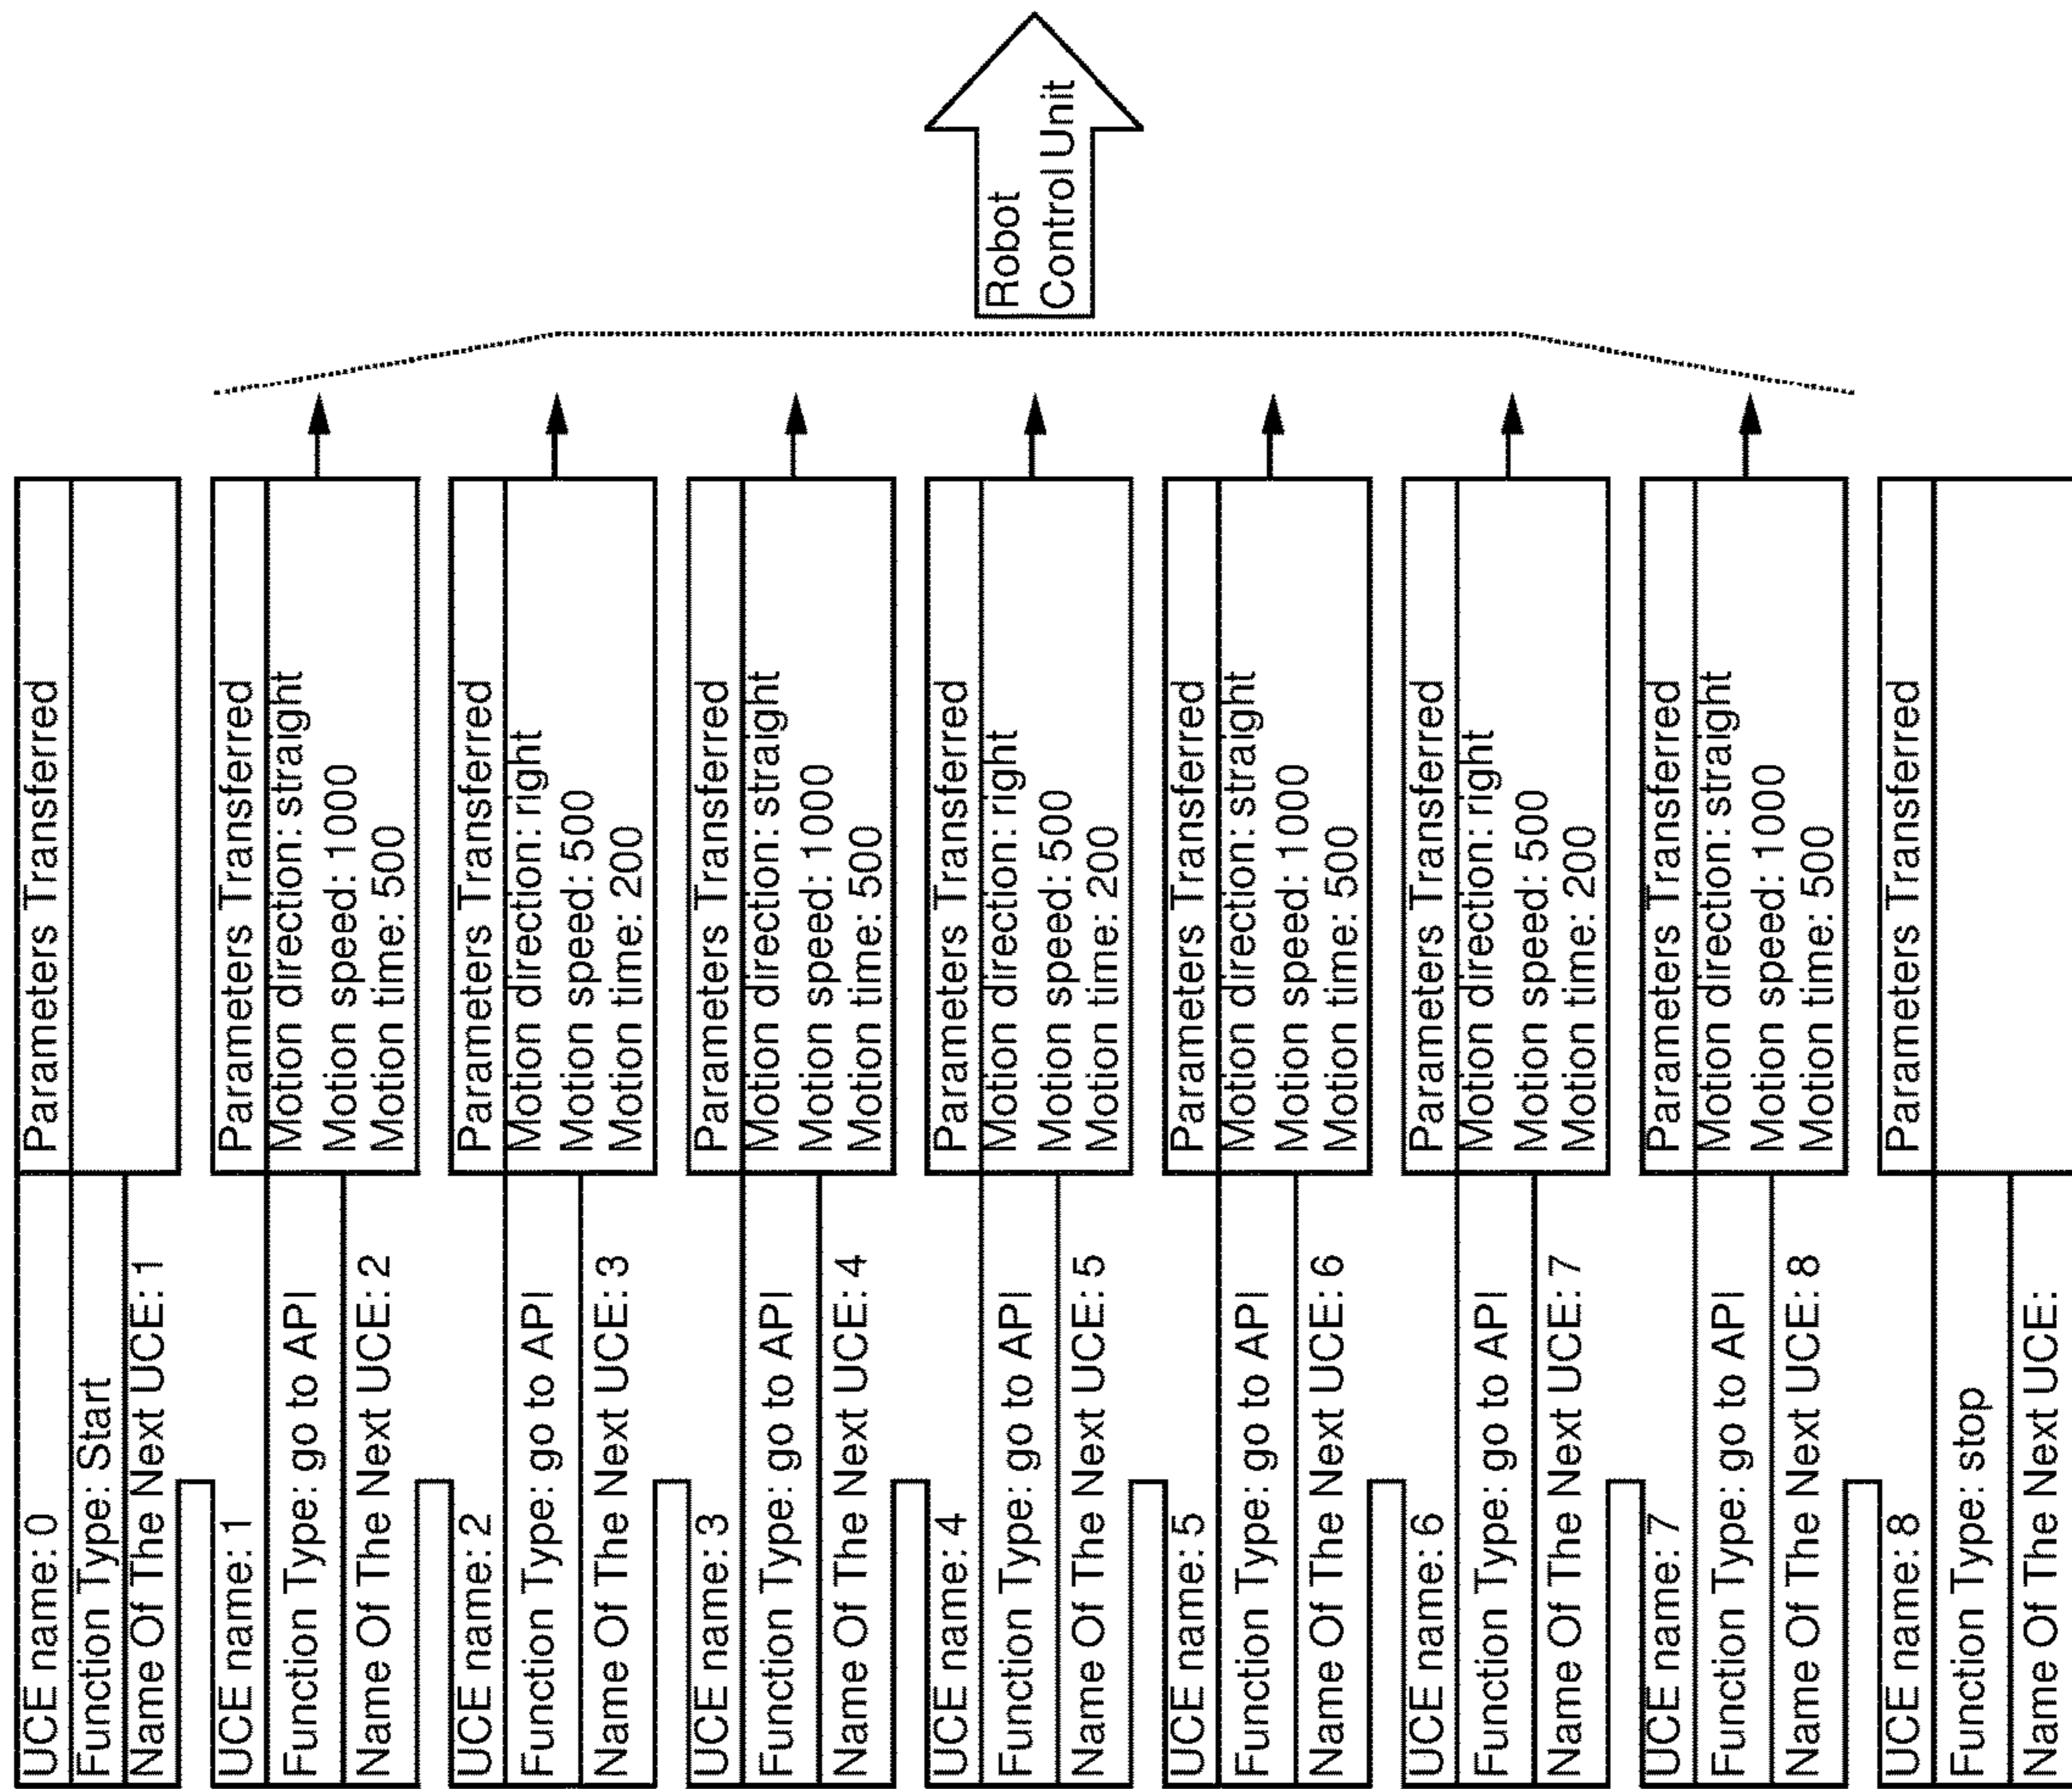 UCE name: 0
Function Type: Start
Name Of The Next UCE: 1
Parameters Transferred
UCE name: 1
Function Type: go to API
Name Of The Next UCE: 2
Parameters Transferred
Motion direction: straight
Motion speed: 1000
Motion time: 500
UCE name: 2
Function Type: go to API
Name Of The Next UCE: 3
Parameters Transferred
Motion direction: right
Motion speed: 500
Motion time: 200
UCE name: 3
Function Type: go to API
Name Of The Next UCE: 4
Parameters Transferred
Motion direction: straight
Motion speed: 1000
Motion time: 500
UCE name: 4
Function Type: go to API
Name Of The Next UCE: 5
Parameters Transferred
Motion direction: right
Motion speed: 500
Motion time: 200
UCE name: 5
Function Type: go to API
Name Of The Next UCE: 6
Parameters Transferred
Motion direction: straight
Motion speed: 1000
Motion time: 500
UCE name: 6
Function Type: go to API
Name Of The Next UCE: 7
Parameters Transferred
Motion direction: right
Motion speed: 500
Motion time: 200
UCE name: 7
Function Type: go to API
Name Of The Next UCE: 8
Parameters Transferred
Motion direction: straight
Motion speed: 1000
Motion time: 500
UCE name: 8
Function Type: stop
Name Of The Next UCE:
Parameters Transferred
Robot
Control Unit